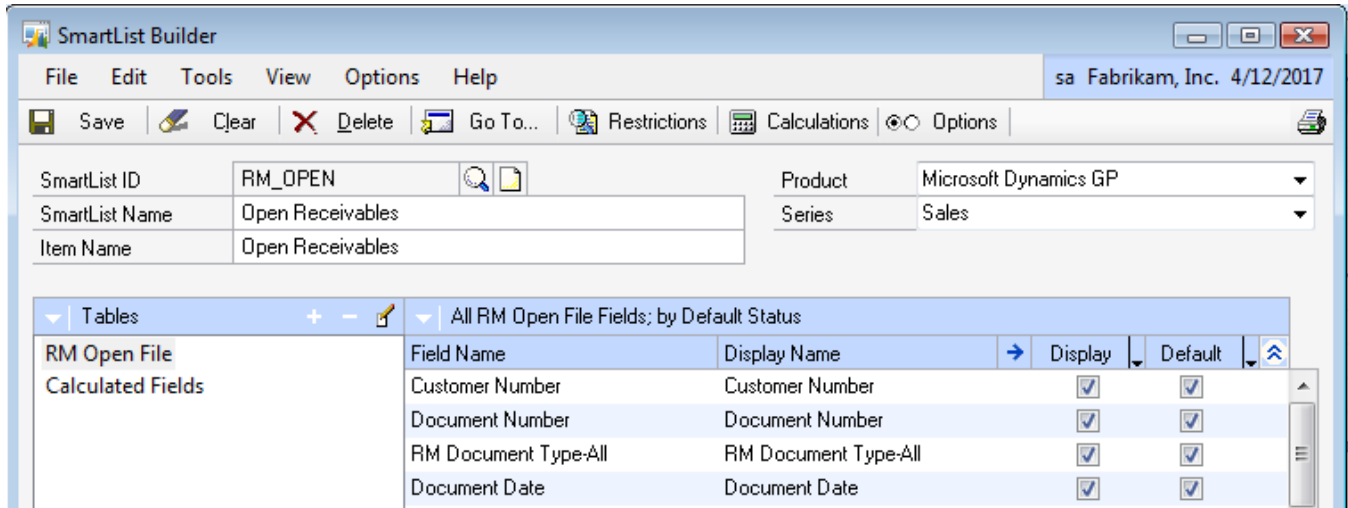 SmartList Builder
File Edit Tools View Options Help sa Fabrikam, Inc. 4/12/2017
Save Clear Delete Go To... Restrictions Calculations Options
SmartList ID RM_OPEN Product Microsoft Dynamics GP
SmartList Name Open Receivables Series Sales
Item Name Open Receivables
Tables All RM Open File Fields; by Default Status
RM Open File Field Name Display Name Display Default
Calculated Fields Customer Number Customer Number
Document Number Document Number
RM Document Type-All RM Document Type-All
Document Date Document Date